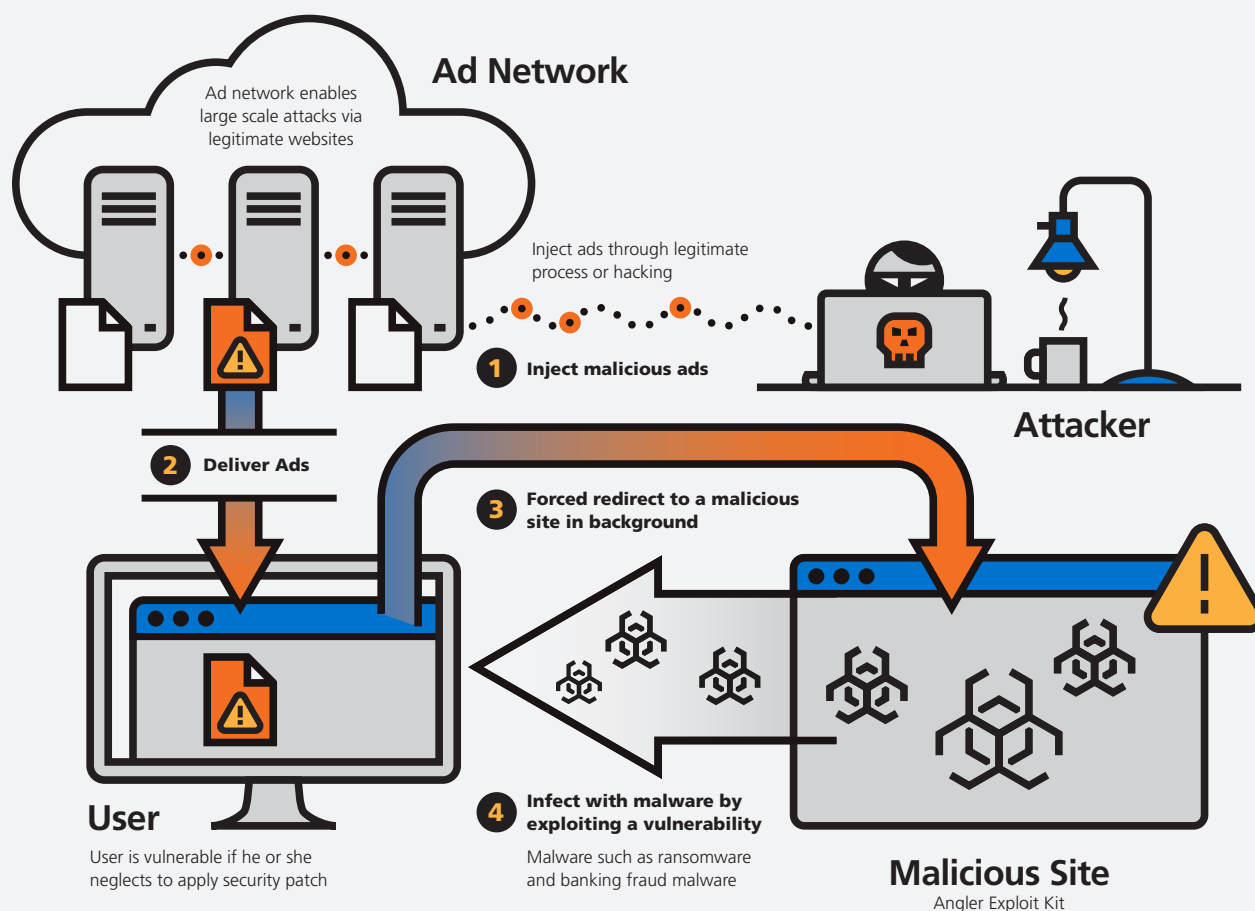 Ad Network
Ad network enables
large scale attacks via
legitimate websites
Inject ads through legitimate
process or hacking
1 Inject malicious ads
Attacker
2 Deliver Ads
3 Forced redirect to a malicious
site in background
User
User is vulnerable if he or she
neglects to apply security patch
4 Infect with malware by
exploiting a vulnerability
Malware such as ransomware
and banking fraud malware
Malicious Site
Angler Exploit Kit